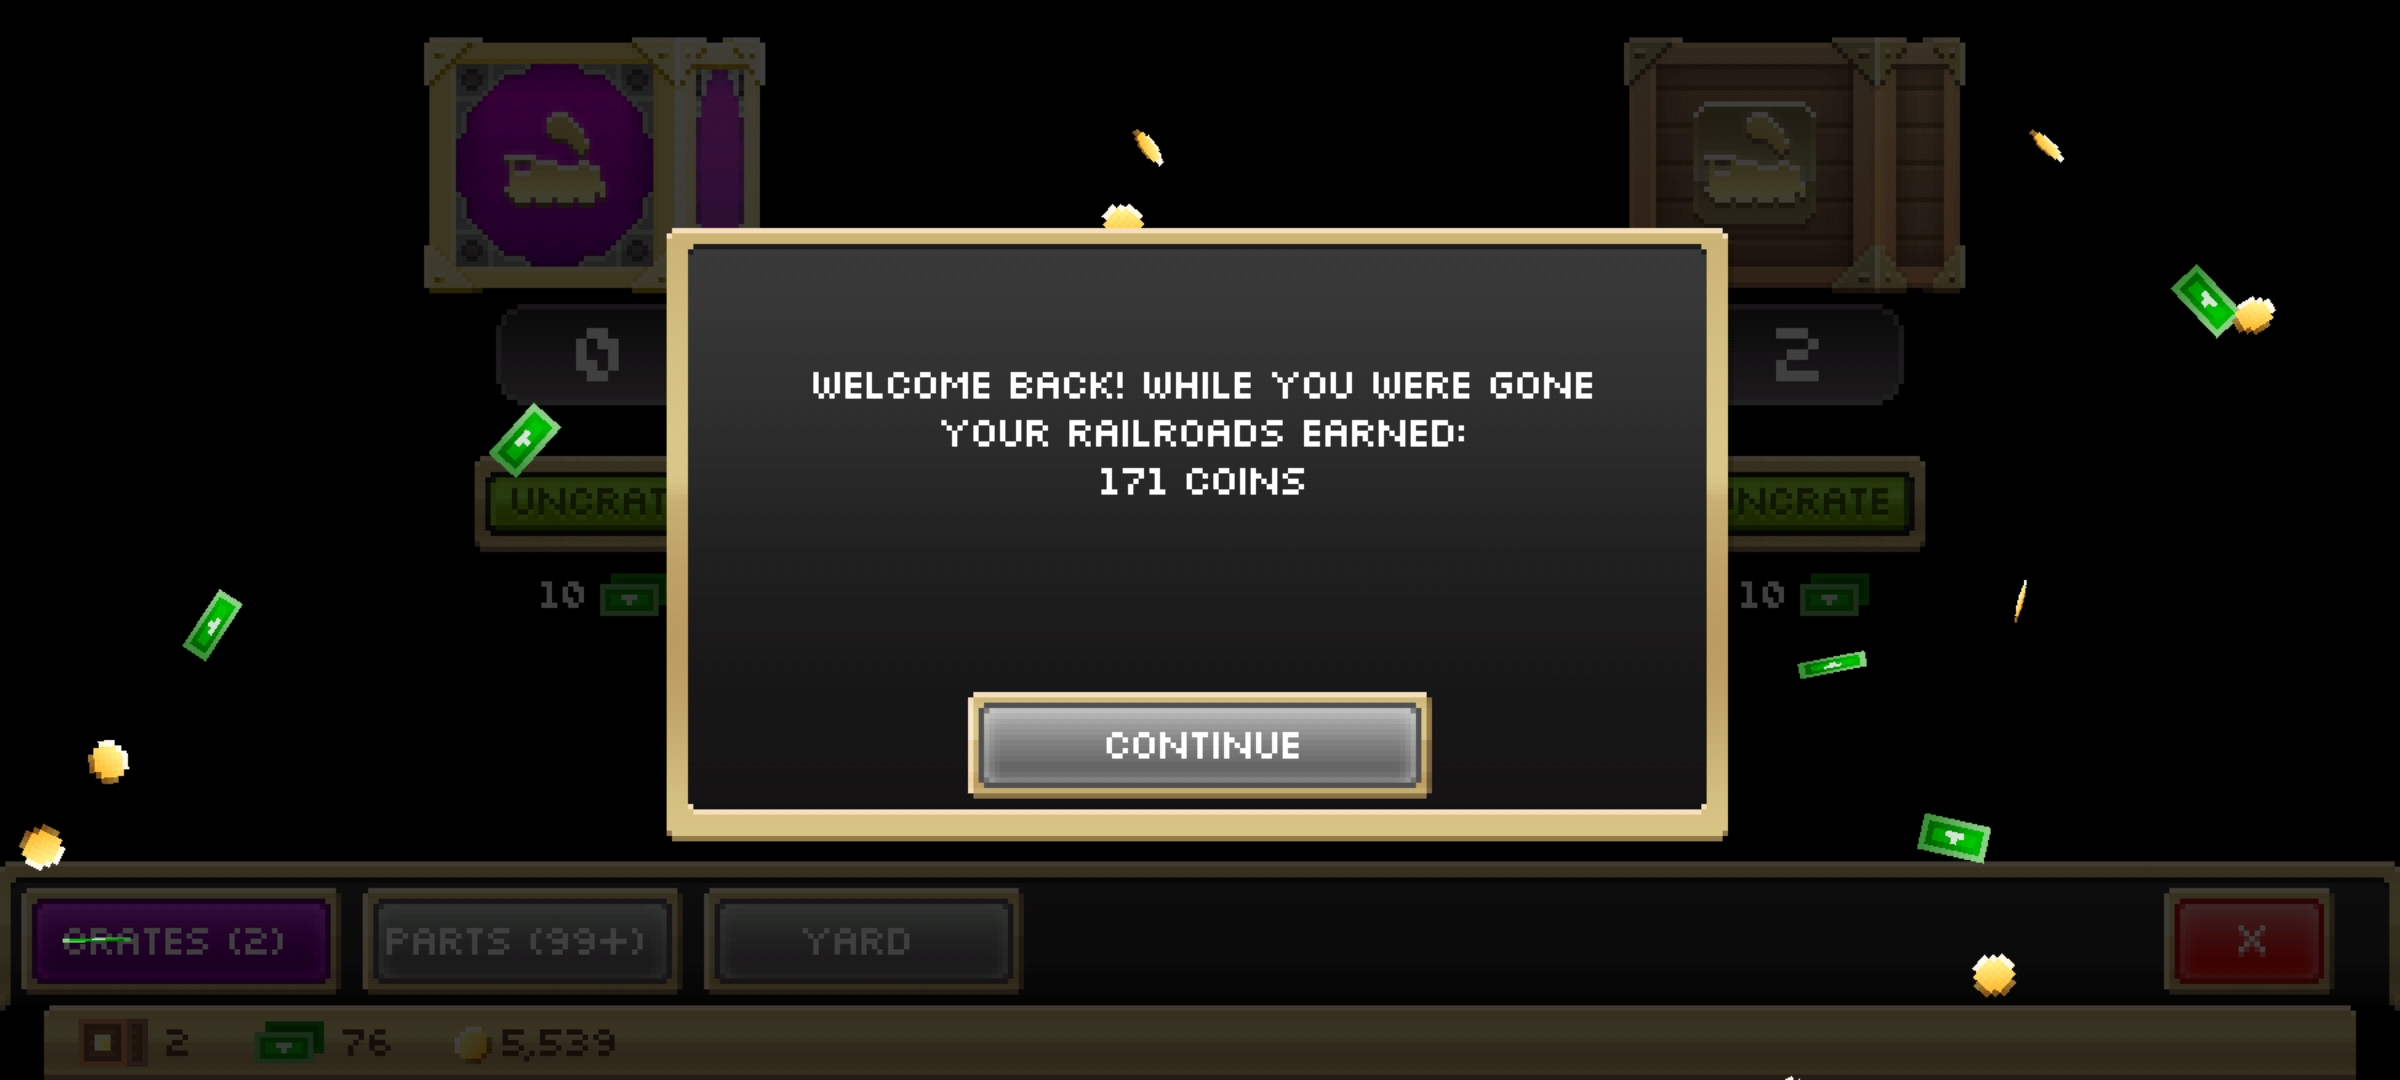 0
2
WELCOME BACK! WHILE YOU WERE GONE
YOUR RAILROADS EARNED:
171 COINS
UNCRAT
NCRATE
10
10
CONTINUE
CRATES (2)
PARTS (99+)
YARD
X
2
76
5,539